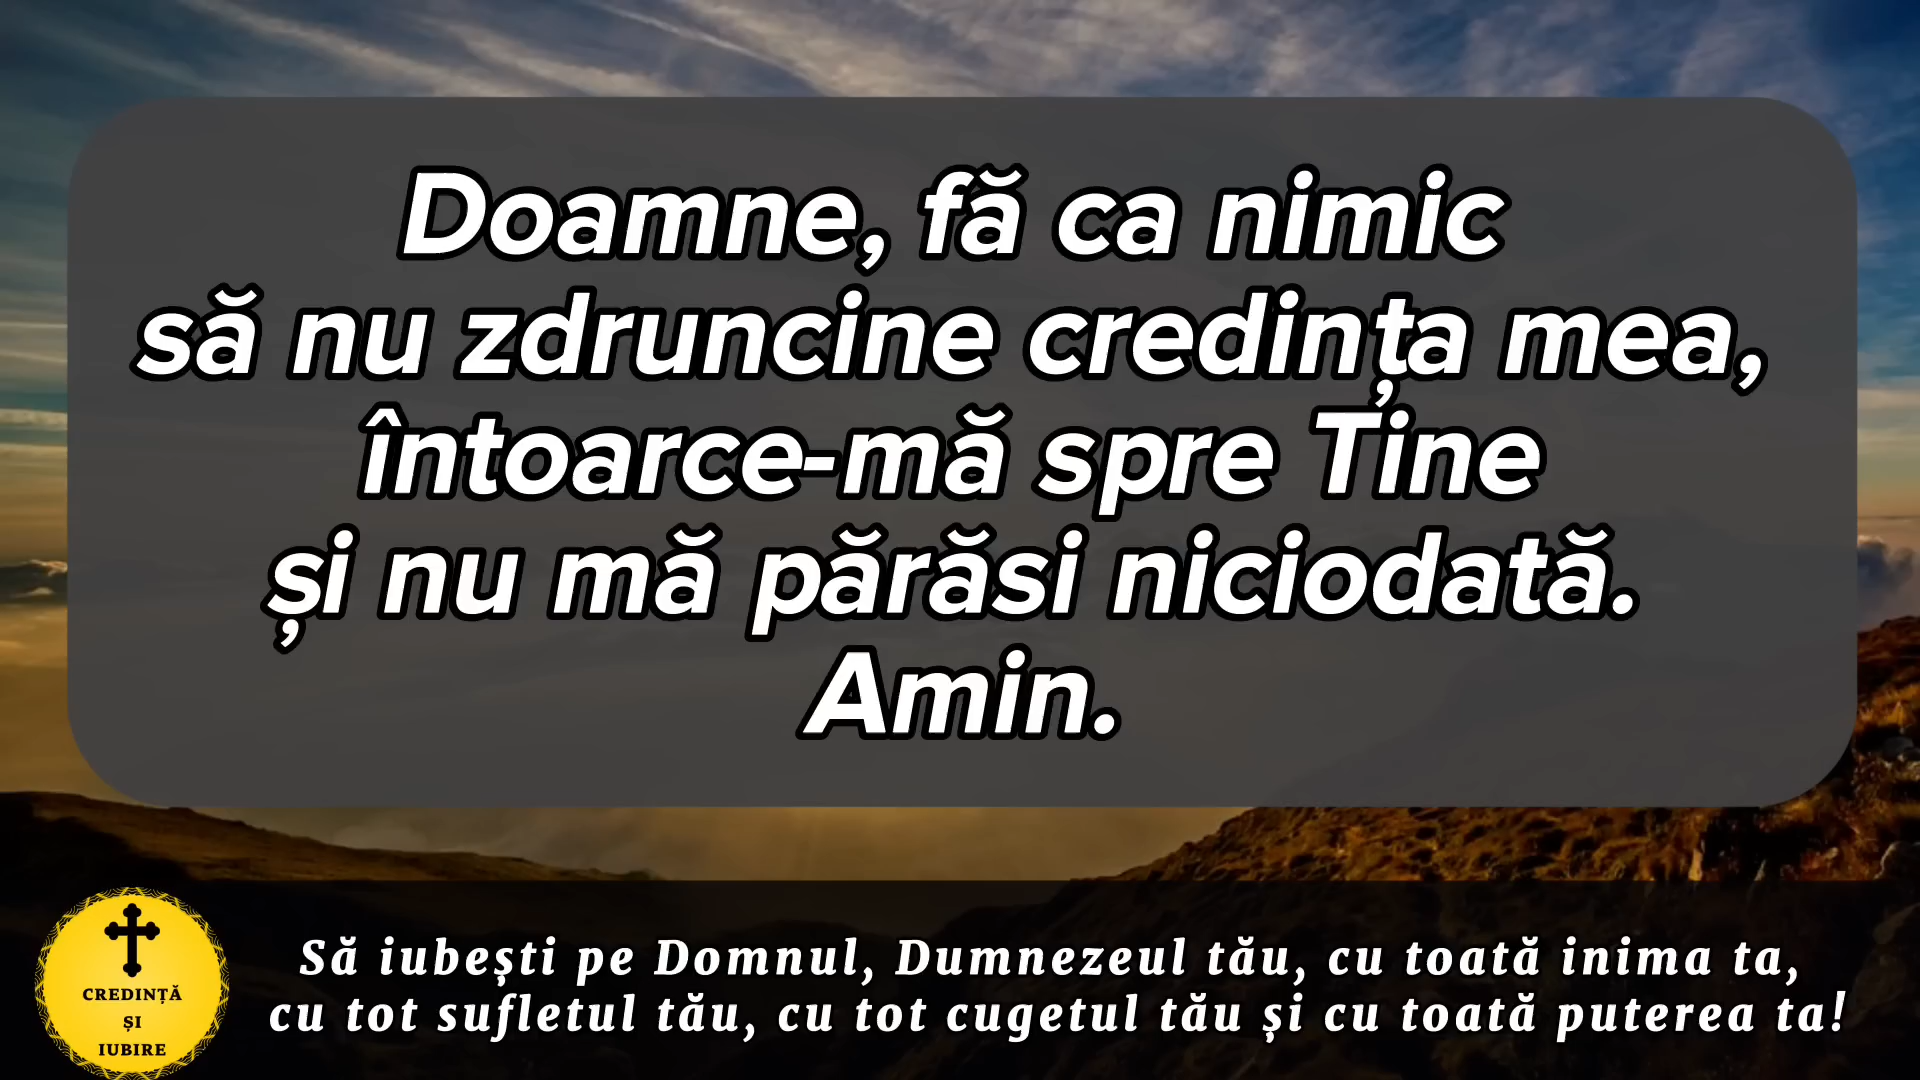 Doamne, fă ca nimic
să nu zdruncine credința mea,
întoarce-mă spre Tine
și nu mă părăsi niciodată.
Amin.
CREDINȚĂ
ȘI
IUBIRE
Să iubești pe Domnul, Dumnezeul tău, cu toată inima ta,
cu tot sufletul tău, cu tot cugetul tău și cu toată puterea ta!